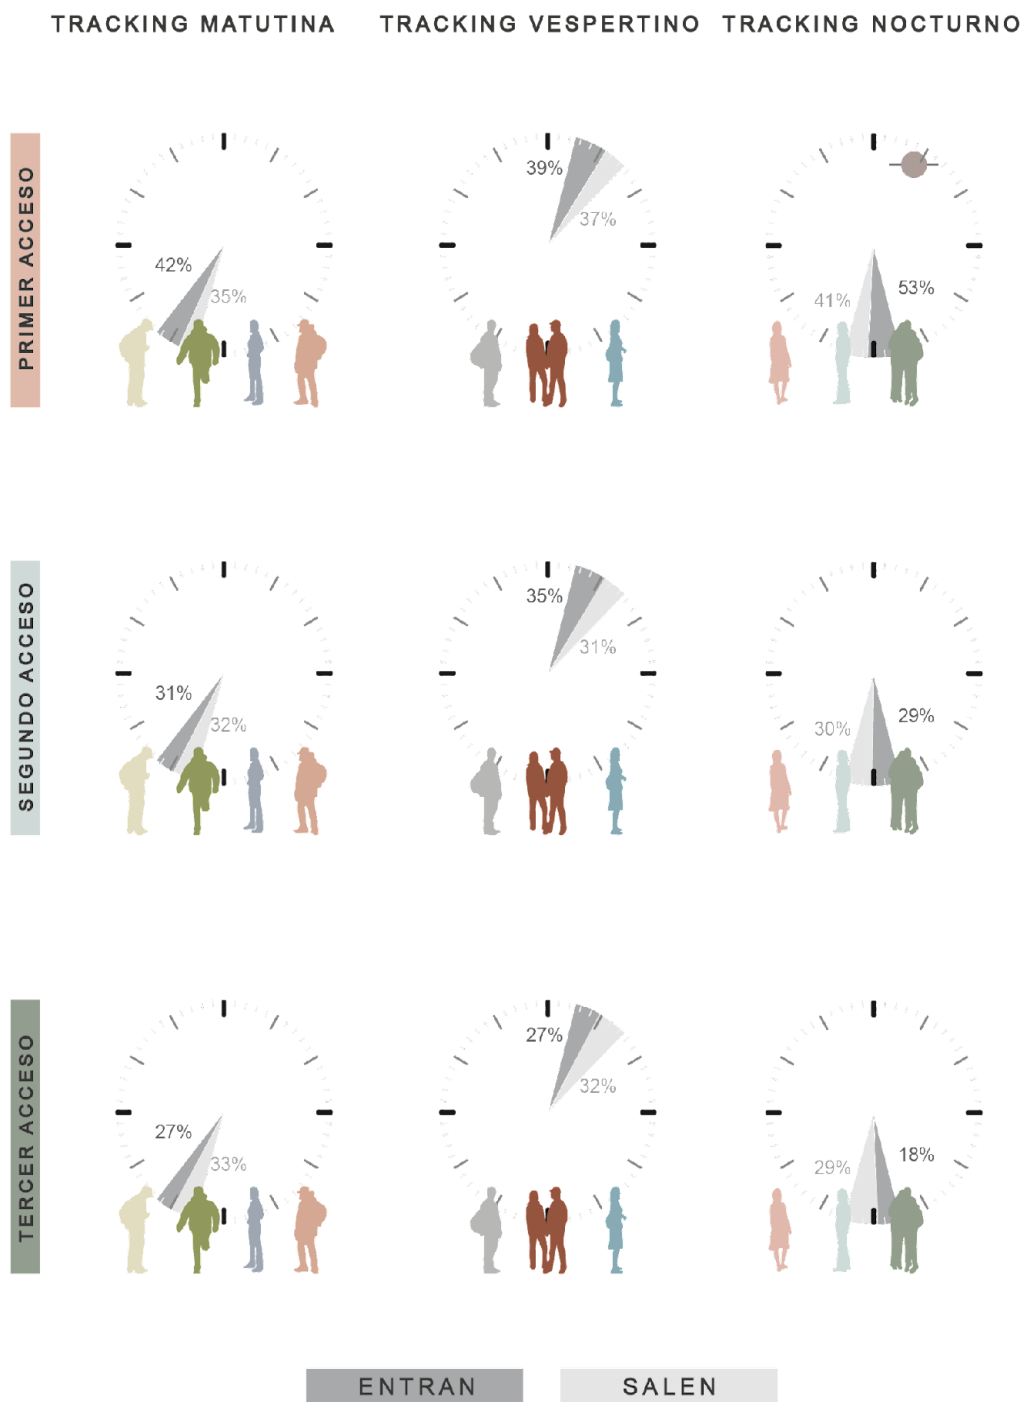 TRACKING MATUTINA
TRACKING VESPERTINO
TRACKING NOCTURNO
PRIMER ACCESO
42%
35%
39%
37%
41%
53%
SEGUNDO ACCESO
31%
32%
35%
31%
30%
29%
TERCER ACCESO
27%
33%
27%
32%
29%
18%
ENTRAN
SALEN